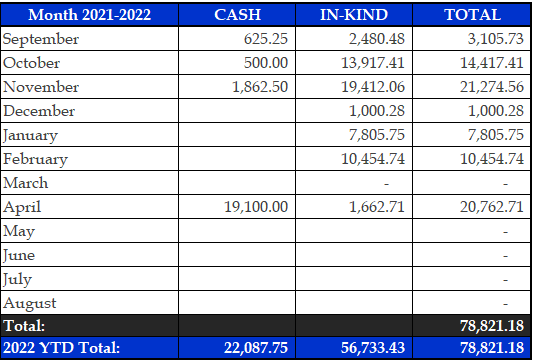 Month 2021-2022 CASH IN-KIND TOTAL
September 625.25 2,480.48 3,105.73
October 500.00 13,917.41 14,417.41
November 1,862.50 19,412.06 21,274.56
December 1,000.28 1,000.28
January 7,805.75 7,805.75
February 10,454.74 10,454.74
March - -
April 19,100.00 1,662.71 20,762.71
May -
June -
July -
August -
Total: 78,821.18
2022 YTD Total: 22,087.75 56,733.43 78,821.18